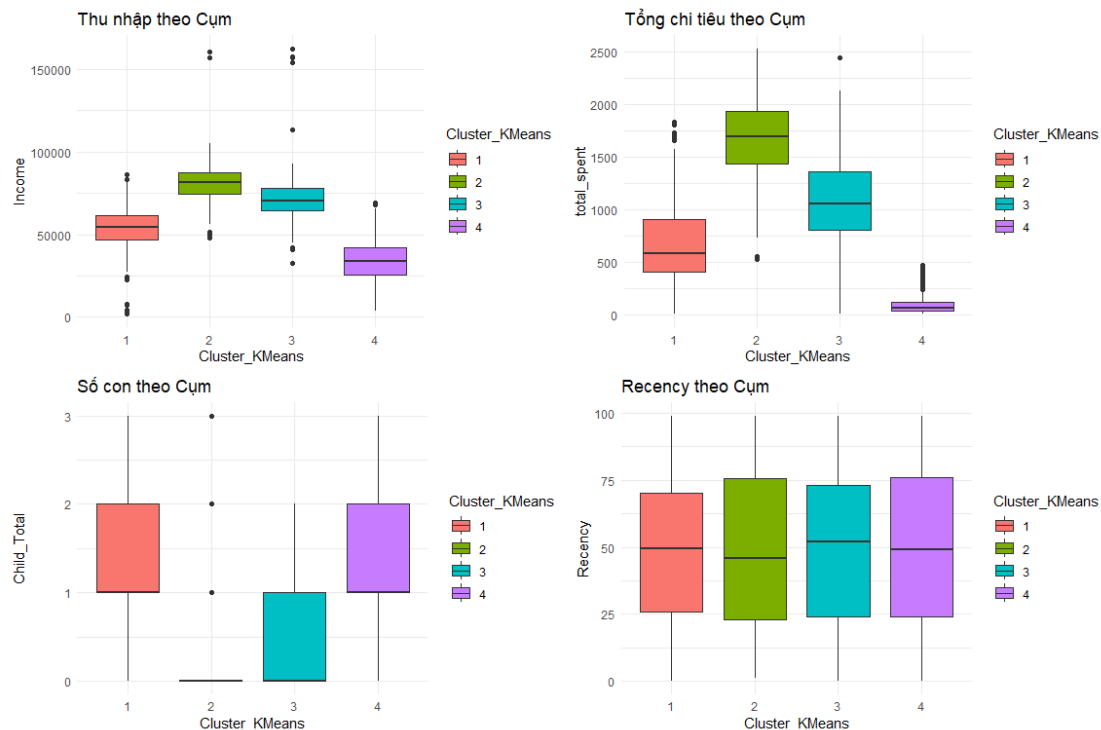 Thu nhập theo Cụm
150000
100000
50000
0
Income
1 2 3 4
Cluster_KMeans
Cluster_KMeans
1
2
3
4
Tổng chi tiêu theo Cụm
2500
2000
1500
1000
500
0
total_spent
1 2 3 4
Cluster_KMeans
Cluster_KMeans
1
2
3
4
Số con theo Cụm
3
2
1
0
Child_Total
1 2 3 4
Cluster_KMeans
Cluster_KMeans
1
2
3
4
Recency theo Cụm
100
75
50
25
0
Recency
1 2 3 4
Cluster_KMeans
Cluster_KMeans
1
2
3
4